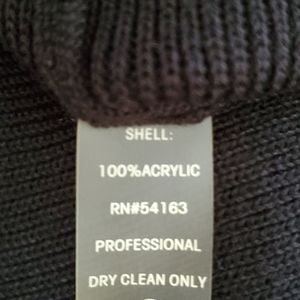 SHELL:
100%ACRYLIC
RN#54163
PROFESSIONAL
DRY CLEAN ONLY